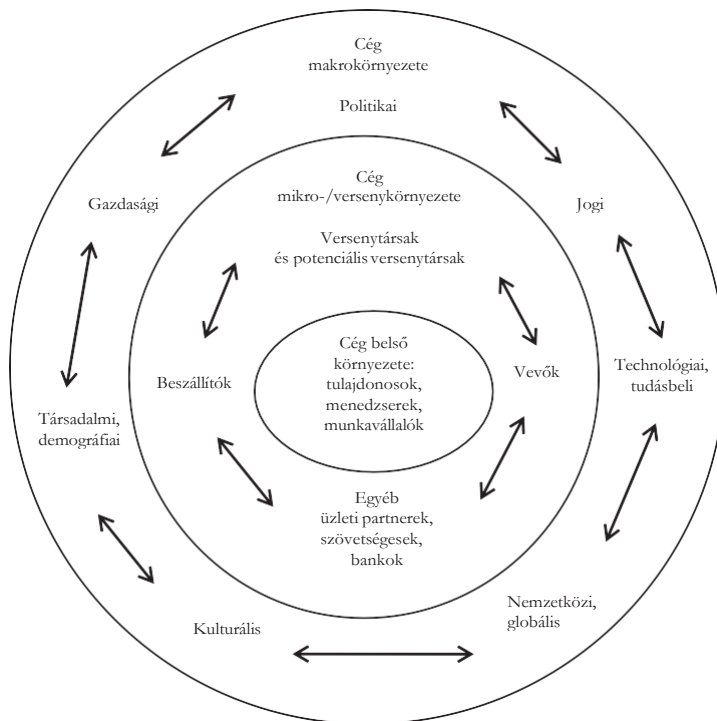 Cég
makrokörnyezete
Politikai
Cég
mikro-/versenykörnyezete
Gazdasági
Jogi
Versenytársak
és potenciális versenytársak
Cég belső
környezete:
tulajdonosok,
menedzserek,
munkavállalók
Beszállítók
Vevők
Technológiai,
tudásbeli
Társadalmi,
demográfiai
Egyéb
üzleti partnerek,
szövetségesek,
bankok
Nemzetközi,
globális
Kulturális